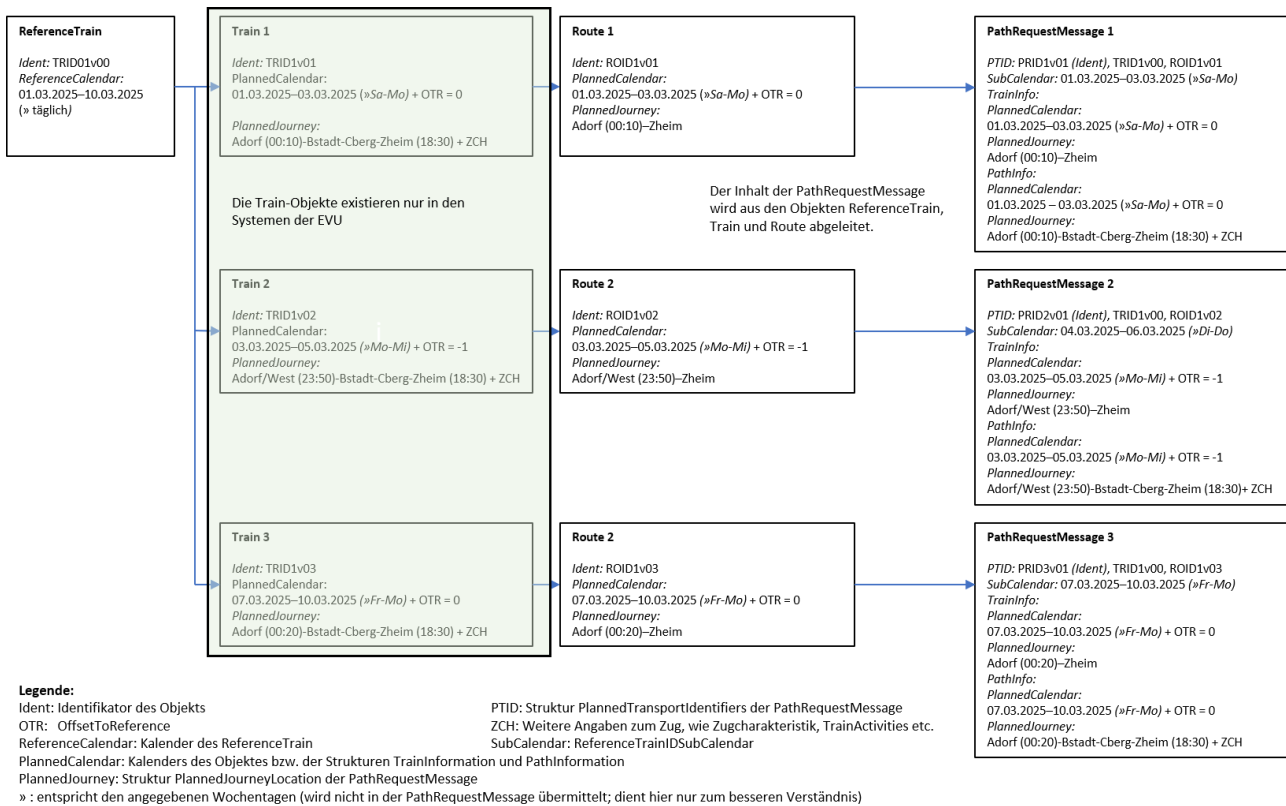 ReferenceTrain
Ident: TRID01v00
ReferenceCalendar:
01.03.2025–10.03.2025
(» täglich)
Train 1
Ident: TRID1v01
PlannedCalendar:
01.03.2025–03.03.2025 (»Sa-Mo) + OTR = 0
PlannedJourney:
Adorf (00:10)-Bstadt-Cberg-Zheim (18:30) + ZCH
Route 1
Ident: ROID1v01
PlannedCalendar:
01.03.2025–03.03.2025 (»Sa-Mo) + OTR = 0
PlannedJourney:
Adorf (00:10)–Zheim
PathRequestMessage 1
PTID: PRID1v01 (Ident), TRID1v00, ROID1v01
SubCalendar: 01.03.2025–03.03.2025 (»Sa-Mo)
TrainInfo:
PlannedCalendar:
01.03.2025–03.03.2025 (»Sa-Mo) + OTR = 0
PlannedJourney:
Adorf (00:10)–Zheim
PathInfo:
PlannedCalendar:
01.03.2025 – 03.03.2025 (»Sa-Mo) + OTR = 0
PlannedJourney:
Adorf (00:10)-Bstadt-Cberg-Zheim (18:30) + ZCH
Die Train-Objekte existieren nur in den
Systemen der EVU
Der Inhalt der PathRequestMessage
wird aus den Objekten ReferenceTrain,
Train und Route abgeleitet.
Train 2
Ident: TRID1v02
PlannedCalendar:
03.03.2025–05.03.2025 (»Mo-Mi) + OTR = -1
PlannedJourney:
Adorf/West (23:50)-Bstadt-Cberg-Zheim (18:30) + ZCH
i
Route 2
Ident: ROID1v02
PlannedCalendar:
03.03.2025–05.03.2025 (»Mo-Mi) + OTR = -1
PlannedJourney:
Adorf/West (23:50)–Zheim
PathRequestMessage 2
PTID: PRID2v01 (Ident), TRID1v00, ROID1v02
SubCalendar: 04.03.2025–06.03.2025 (»Di-Do)
TrainInfo:
PlannedCalendar:
03.03.2025–05.03.2025 (»Mo-Mi) + OTR = -1
PlannedJourney:
Adorf/West (23:50)–Zheim
PathInfo:
PlannedCalendar:
03.03.2025–05.03.2025 (»Mo-Mi) + OTR = -1
PlannedJourney:
Adorf/West (23:50)-Bstadt-Cberg-Zheim (18:30)+ ZCH
Train 3
Ident: TRID1v03
PlannedCalendar:
07.03.2025–10.03.2025 (»Fr-Mo) + OTR = 0
PlannedJourney:
Adorf (00:20)-Bstadt-Cberg-Zheim (18:30) + ZCH
Route 2
Ident: ROID1v03
PlannedCalendar:
07.03.2025–10.03.2025 (»Fr-Mo) + OTR = 0
PlannedJourney:
Adorf (00:20)–Zheim
PathRequestMessage 3
PTID: PRID3v01 (Ident), TRID1v00, ROID1v03
SubCalendar: 07.03.2025–10.03.2025 (»Fr-Mo)
TrainInfo:
PlannedCalendar:
07.03.2025–10.03.2025 (»Fr-Mo) + OTR = 0
PlannedJourney:
Adorf (00:20)–Zheim
PathInfo:
PlannedCalendar:
07.03.2025–10.03.2025 (»Fr-Mo) + OTR = 0
PlannedJourney:
Adorf (00:20)-Bstadt-Cberg-Zheim (18:30) + ZCH
Legende:
Ident: Identifikator des Objekts
OTR: OffsetToReference
ReferenceCalendar: Kalender des ReferenceTrain
PTID: Struktur PlannedTransportIdentifiers der PathRequestMessage
ZCH: Weitere Angaben zum Zug, wie Zugcharakteristik, TrainActivities etc.
SubCalendar: ReferenceTrainIDSubCalendar
PlannedCalendar: Kalenders des Objektes bzw. der Strukturen TrainInformation und PathInformation
PlannedJourney: Struktur PlannedJourneyLocation der PathRequestMessage
» : entspricht den angegebenen Wochentagen (wird nicht in der PathRequestMessage übermittelt; dient hier nur zum besseren Verständnis)